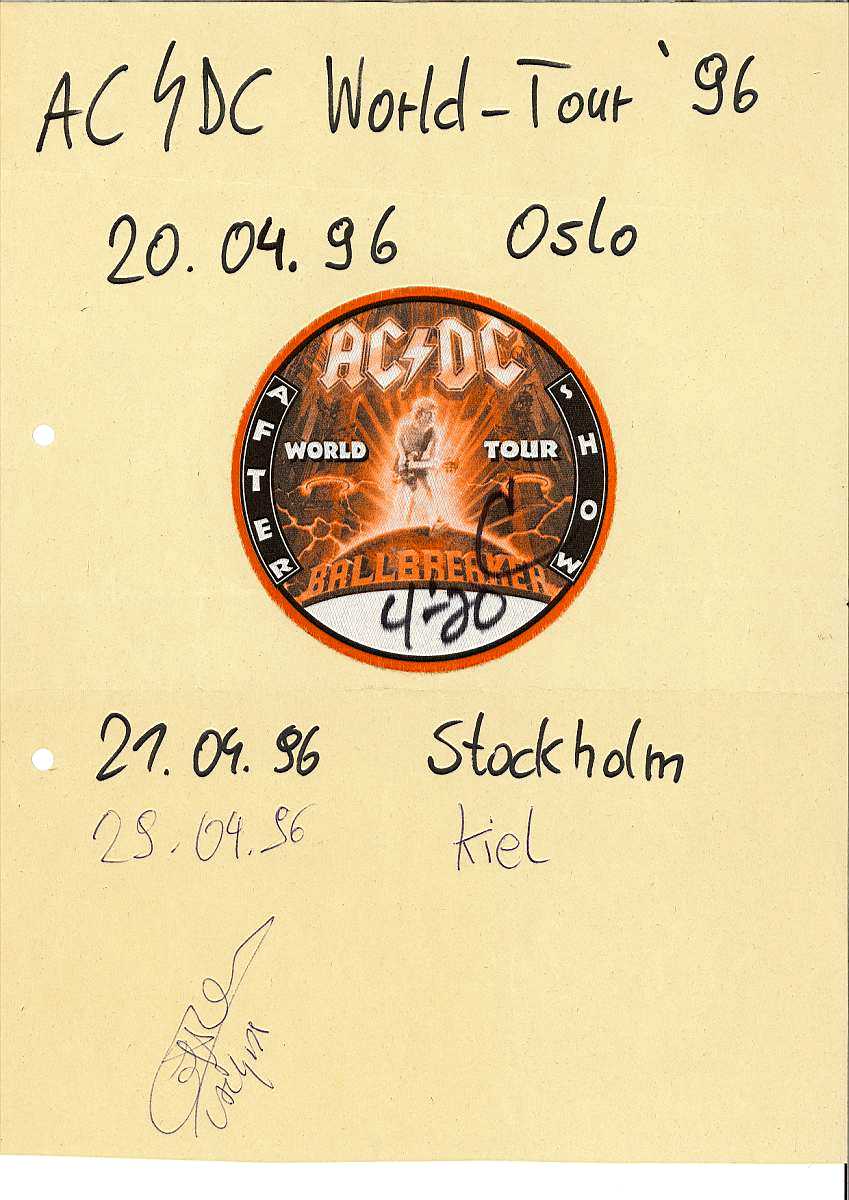 AC⚡DC World-Tour '96
20.04.96 Oslo
AC⚡DC
AFTER
SHOW
WORLD TOUR
BALLBREAKER
C
4-20
21.04.96 Stockholm
29.04.96 Kiel